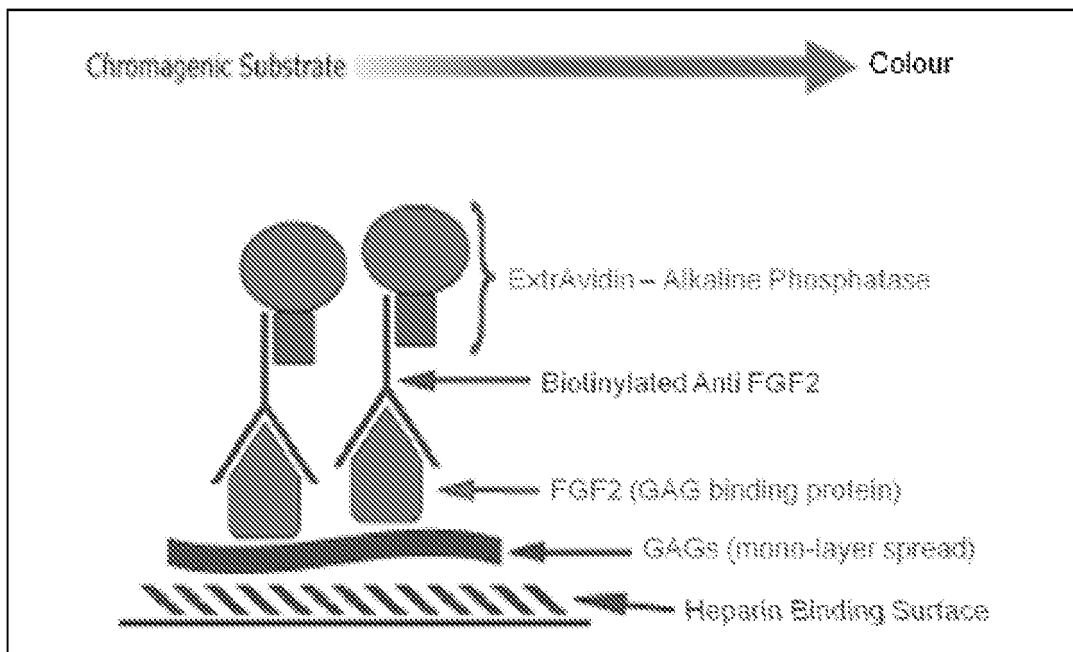 Chromagenic Substrate
Colour
ExtrAvidin – Alkaline Phosphatase
Biotinylated Anti FGF2
FGF2 (GAG binding protein)
GAGs (mono-layer spread)
Heparin Binding Surface